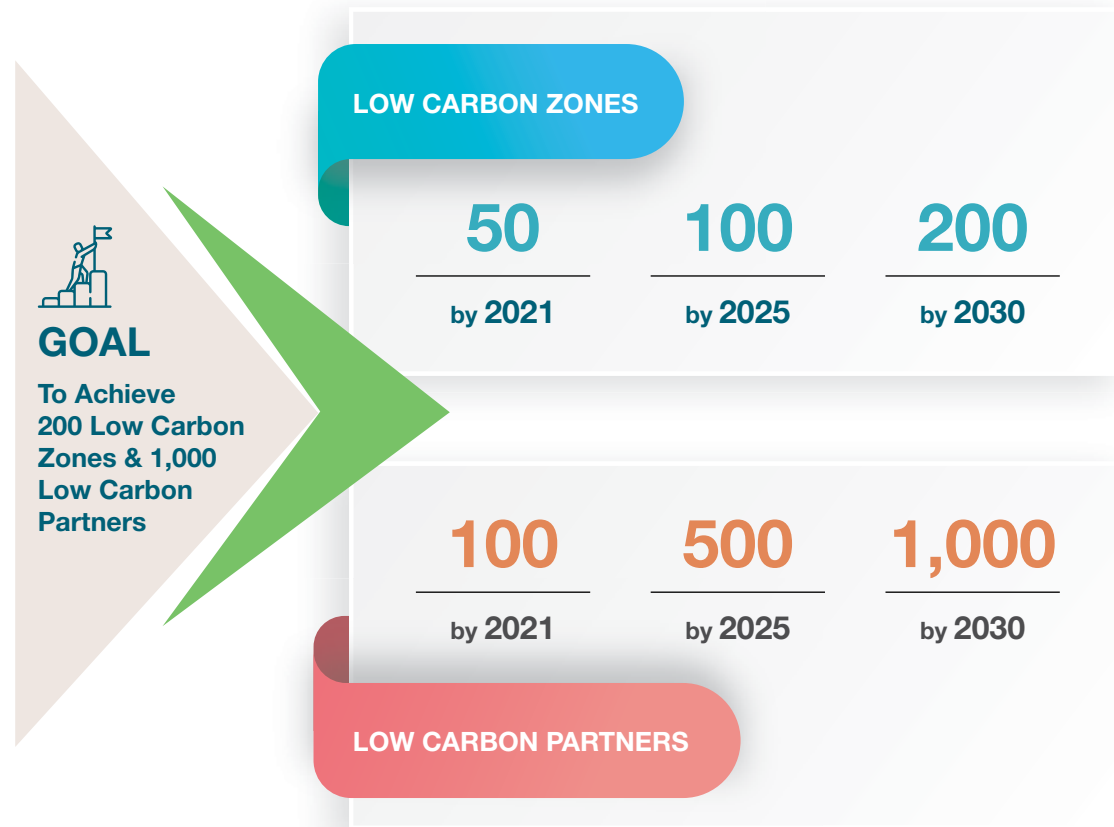 GOAL
To Achieve
200 Low Carbon
Zones & 1,000
Low Carbon
Partners
LOW CARBON ZONES
50 100 200
by 2021 by 2025 by 2030
100 500 1,000
by 2021 by 2025 by 2030
LOW CARBON PARTNERS